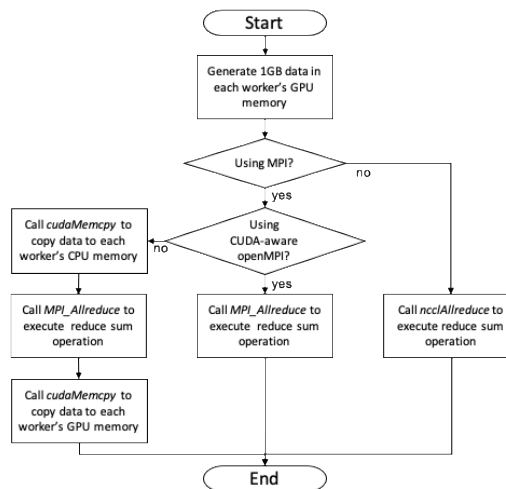 Start
Generate 1GB data in
each worker's GPU
memory
Using MPI?
no
yes
Using
CUDA-aware
openMPI?
no
yes
Call cudaMemcpy to
copy data to each
worker's CPU memory
Call MPI_Allreduce to
execute reduce sum
operation
Call cudaMemcpy to
copy data to each
worker's GPU memory
Call MPI_Allreduce to
execute reduce sum
operation
Call ncclAllreduce to
execute reduce sum
operation
End